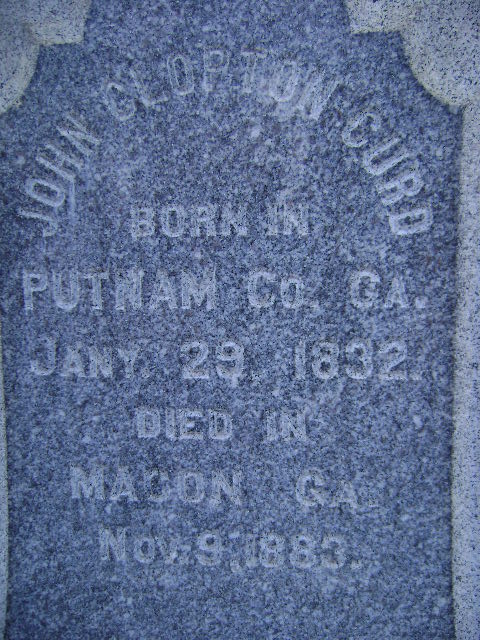 JOHN CLOPTON CURD
BORN IN
PUTNAM CO. GA.
JANY. 29. 1832.
DIED IN
MACON GA.
NOV. 9, 1883.